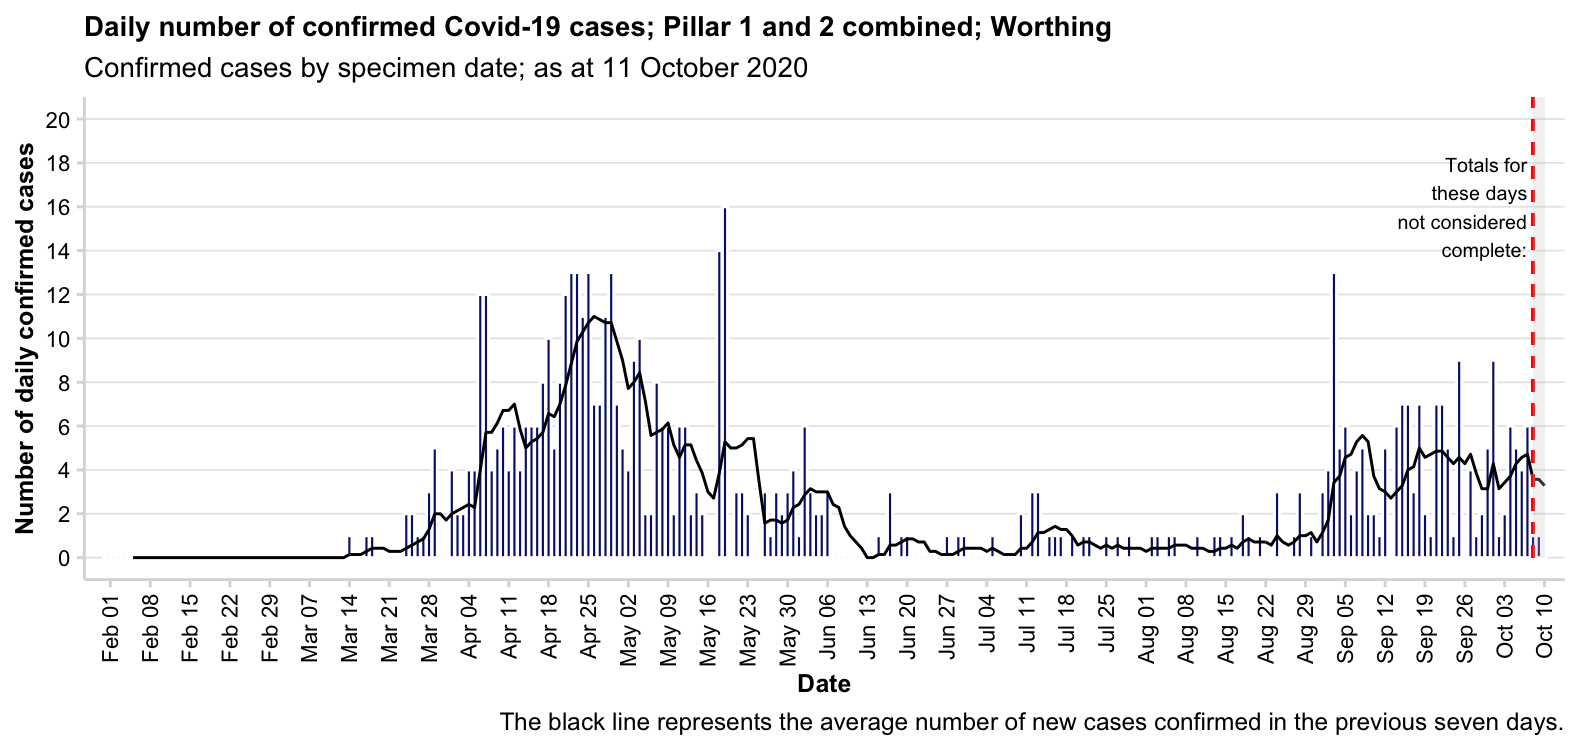 Daily number of confirmed Covid-19 cases; Pillar 1 and 2 combined; Worthing
Confirmed cases by specimen date; as at 11 October 2020
Number of daily confirmed cases
20
18
16
14
12
10
8
6
4
2
0
Totals for
these days
not considered
complete:
Feb 01
Feb 08
Feb 15
Feb 22
Feb 29
Mar 07
Mar 14
Mar 21
Mar 28
Apr 04
Apr 11
Apr 18
Apr 25
May 02
May 09
May 16
May 23
May 30
Jun 06
Jun 13
Jun 20
Jun 27
Jul 04
Jul 11
Jul 18
Jul 25
Aug 01
Aug 08
Aug 15
Aug 22
Aug 29
Sep 05
Sep 12
Sep 19
Sep 26
Oct 03
Oct 10
Date
The black line represents the average number of new cases confirmed in the previous seven days.